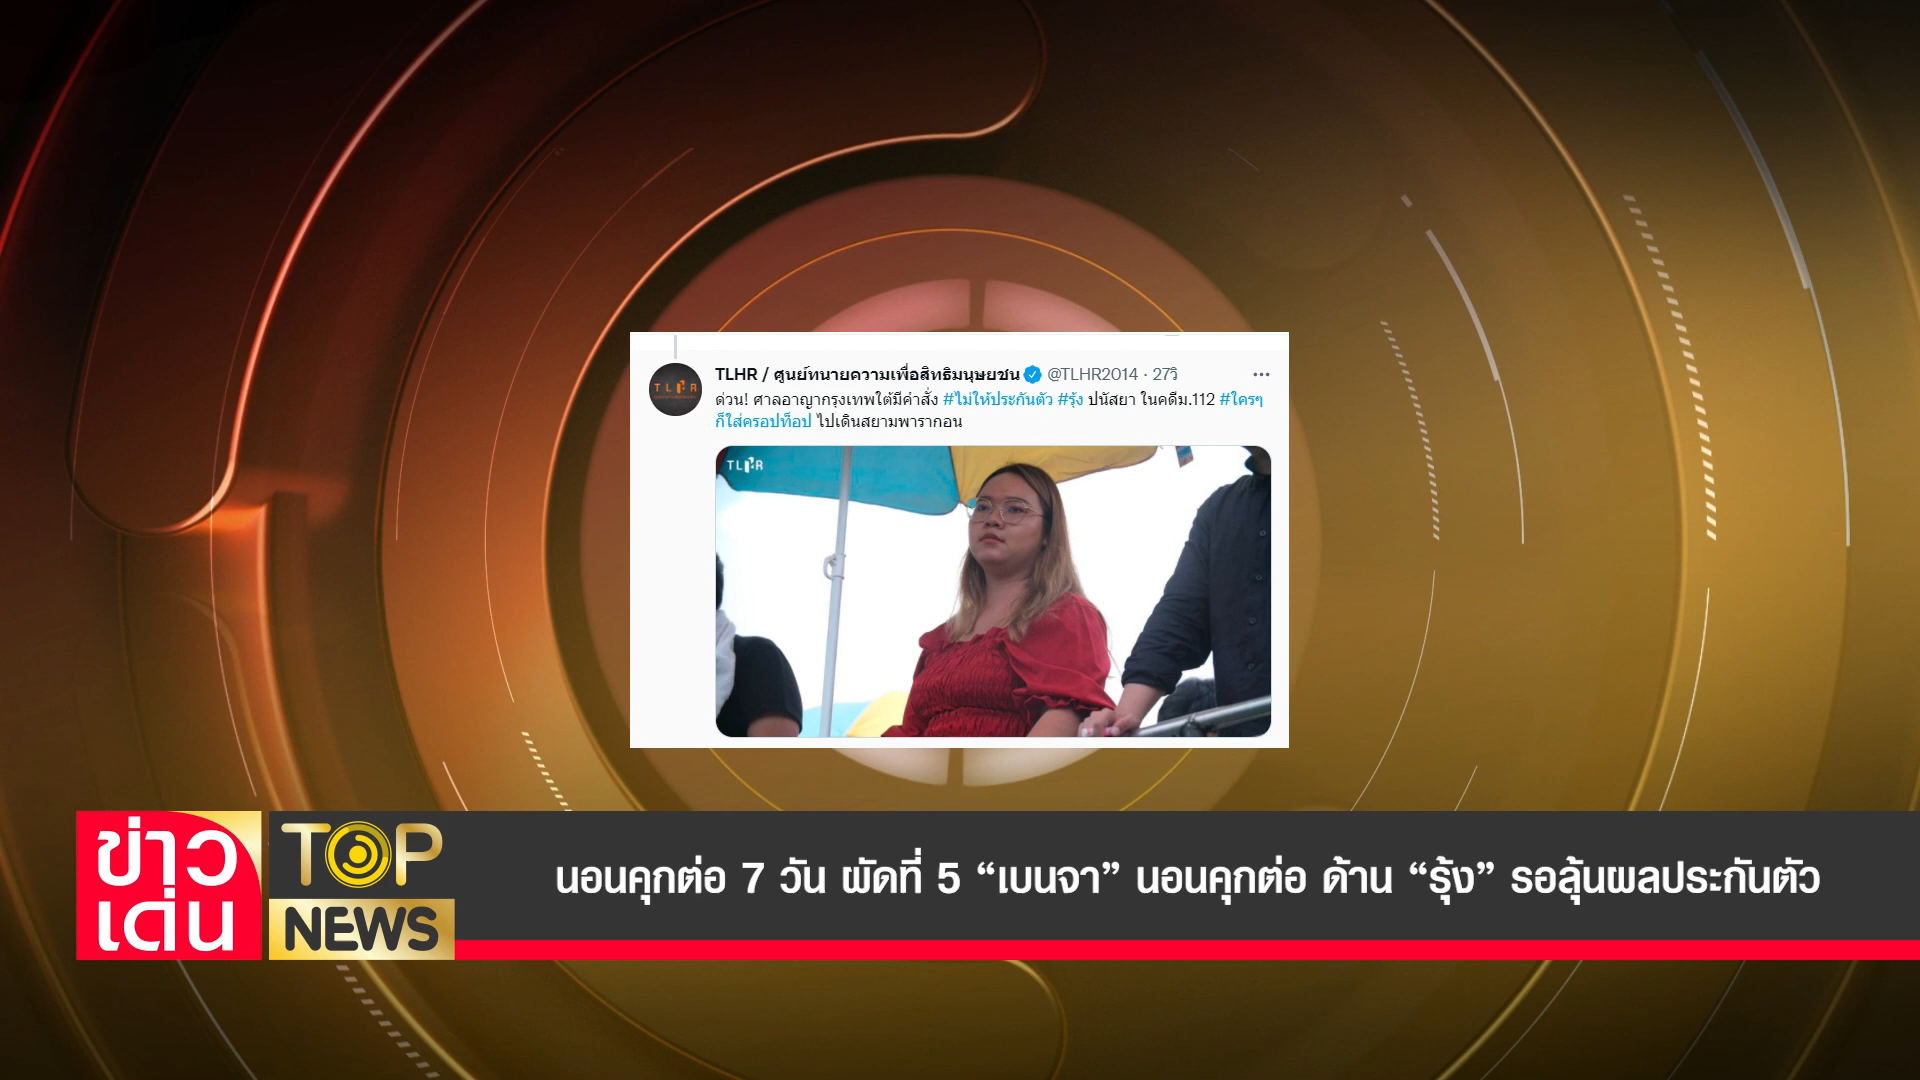 TLHR / ศูนย์ทนายความเพื่อสิทธิมนุษยชน @TLHR2014 · 27วิ
ด่วน! ศาลอาญากรุงเทพใต้มีคำสั่ง #ไม่ให้ประกันตัว #รุ้ง ปนัสยา ในคดีม.112 #ใครๆ
ก็ใส่ครอปท็อป ไปเดินสยามพารากอน
TLHR
TLHR
ข่าว
เด่น
TOP
NEWS
นอนคุกต่อ 7 วัน ผัดที่ 5 “เบนจา” นอนคุกต่อ ด้าน “รุ้ง” รอลุ้นผลประกันตัว